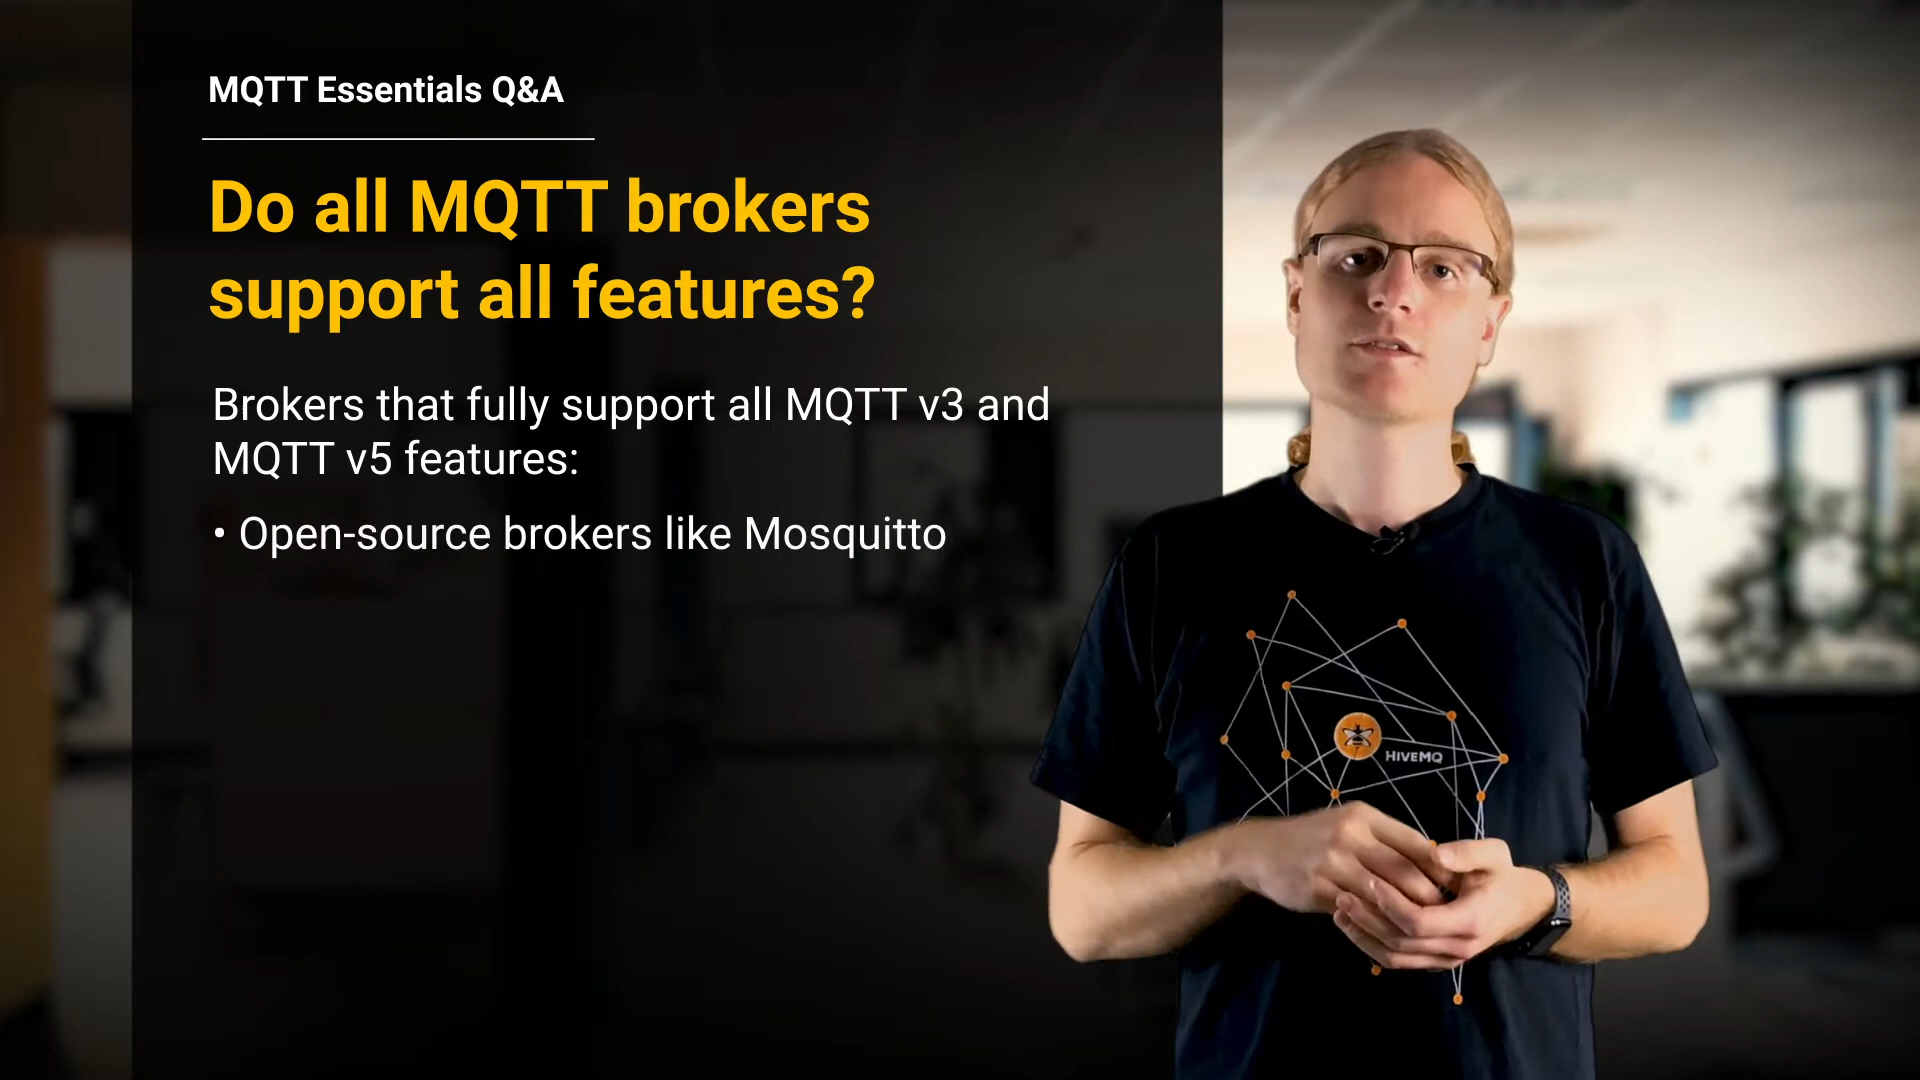 MQTT Essentials Q&A
Do all MQTT brokers
support all features?
Brokers that fully support all MQTT v3 and
MQTT v5 features:
• Open-source brokers like Mosquitto
HIVEMQ